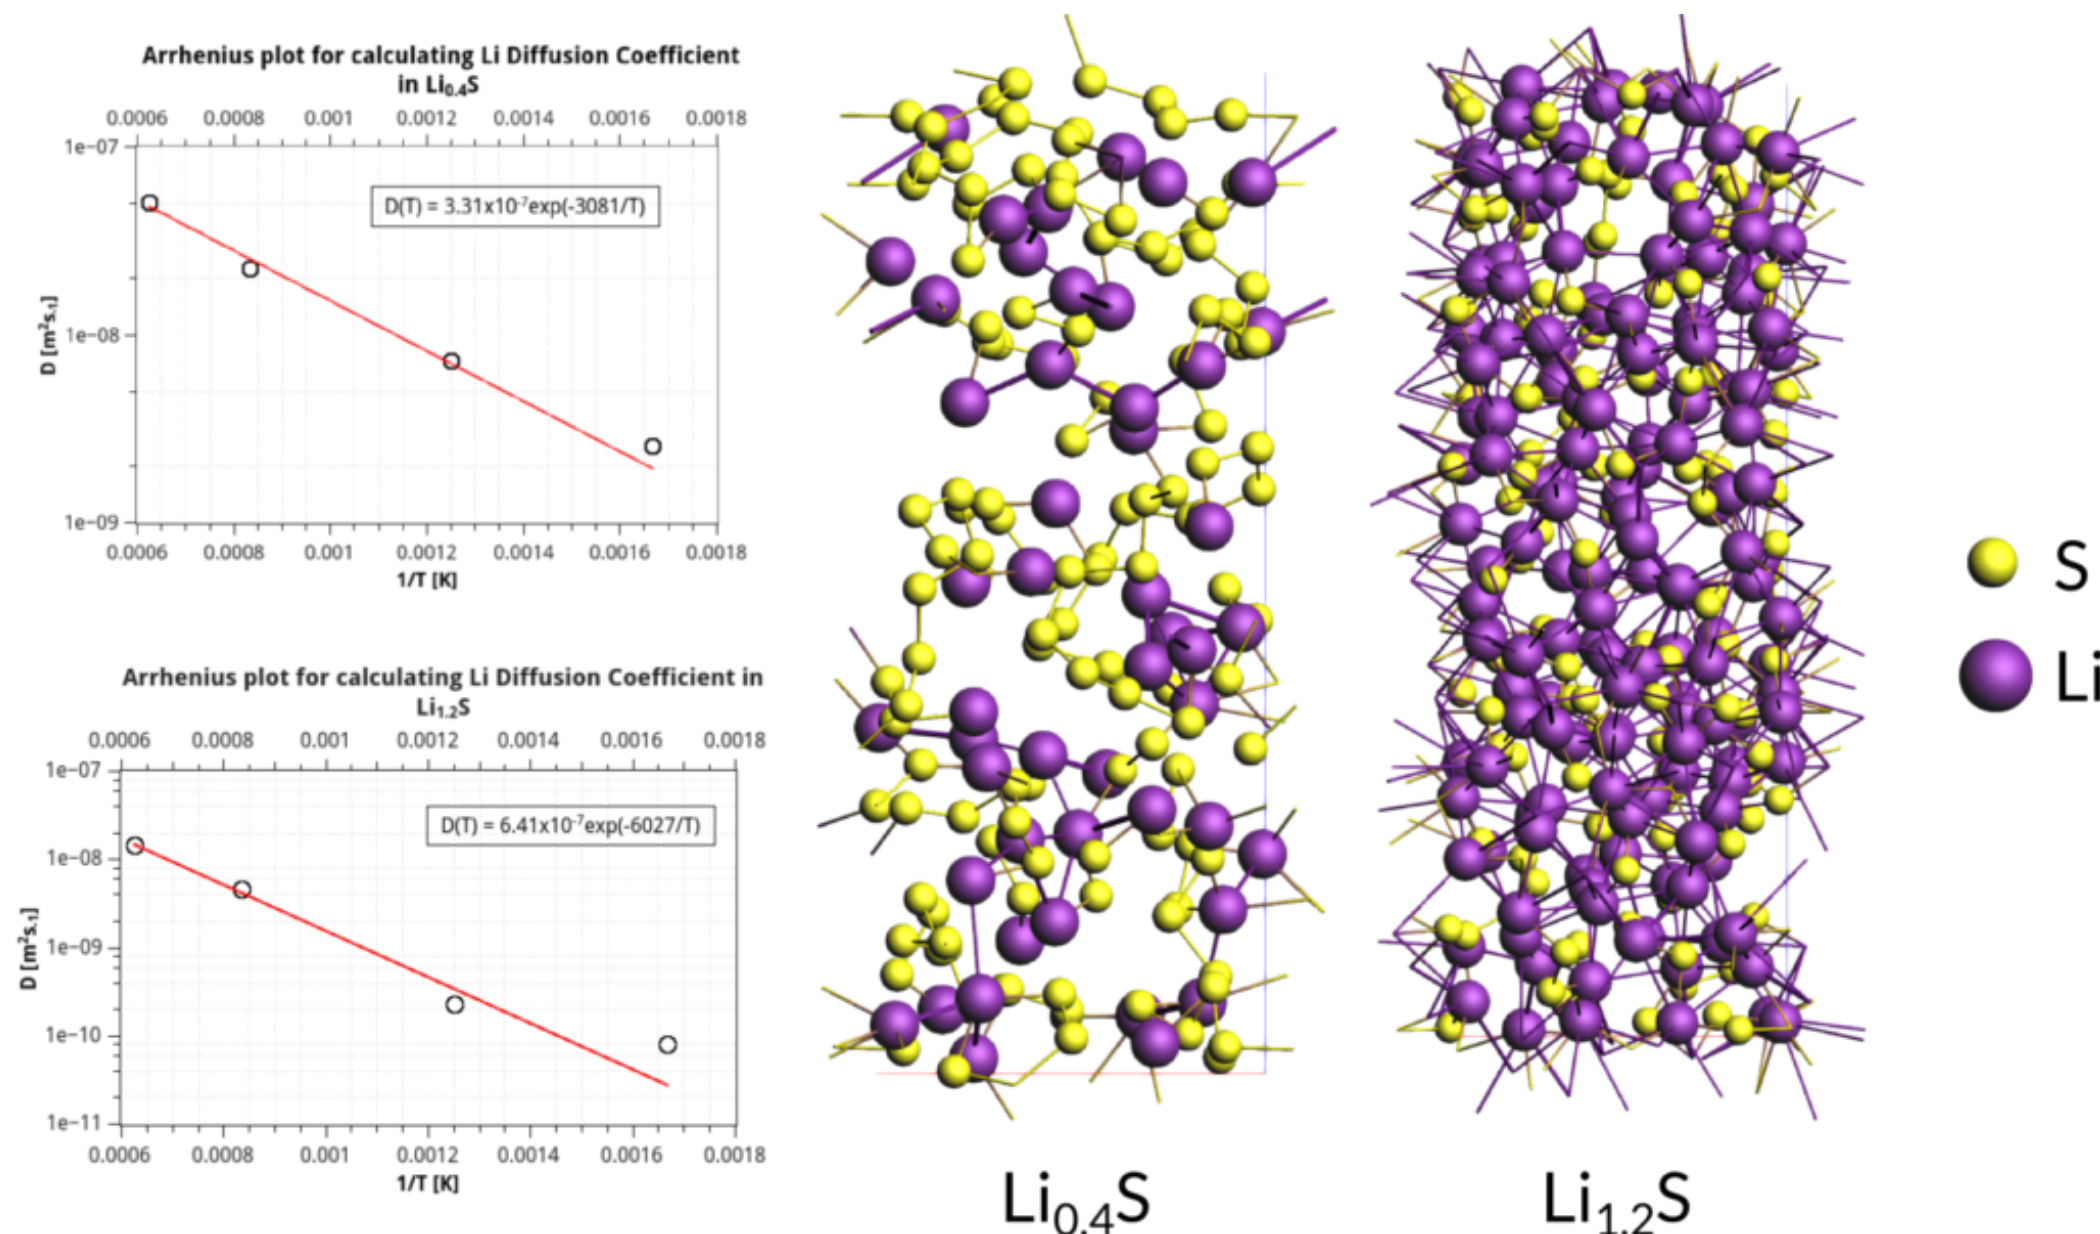 Arrhenius plot for calculating Li Diffusion Coefficient
in Li₀.₄S
0.0006 0.0008 0.001 0.0012 0.0014 0.0016 0.0018
1e−07
D(T) = 3.31x10⁻⁷exp(-3081/T)
D [m²s₋₁]
1e−08
1e−09
0.0006 0.0008 0.001 0.0012 0.0014 0.0016 0.0018
1/T [K]
Arrhenius plot for calculating Li Diffusion Coefficient in
Li₁.₂S
0.0006 0.0008 0.001 0.0012 0.0014 0.0016 0.0018
1e−07
D(T) = 6.41x10⁻⁷exp(-6027/T)
1e−08
D [m²s₋₁]
1e−09
1e−10
1e−11
0.0006 0.0008 0.001 0.0012 0.0014 0.0016 0.0018
1/T [K]
Li₀.₄S
Li₁.₂S
S
Li